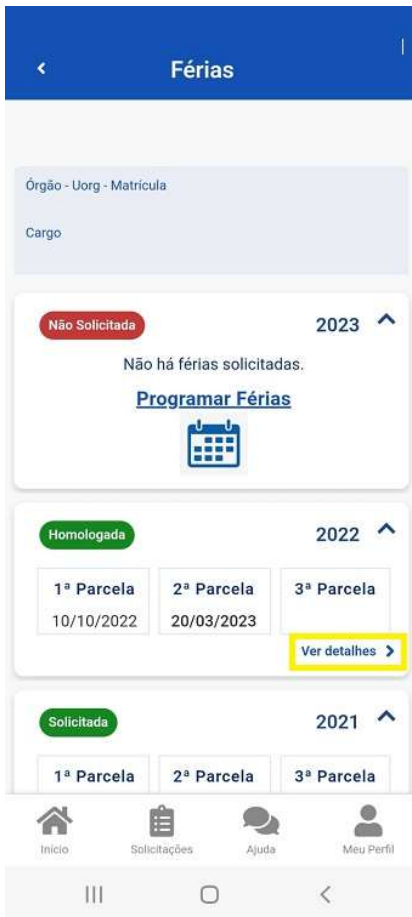 Férias
Órgão - Uorg - Matrícula
Cargo
Não Solicitada 2023
Não há férias solicitadas.
Programar Férias
Homologada 2022
1ª Parcela 2ª Parcela 3ª Parcela
10/10/2022 20/03/2023
Ver detalhes
Solicitada 2021
1ª Parcela 2ª Parcela 3ª Parcela
Início Solicitações Ajuda Meu Perfil